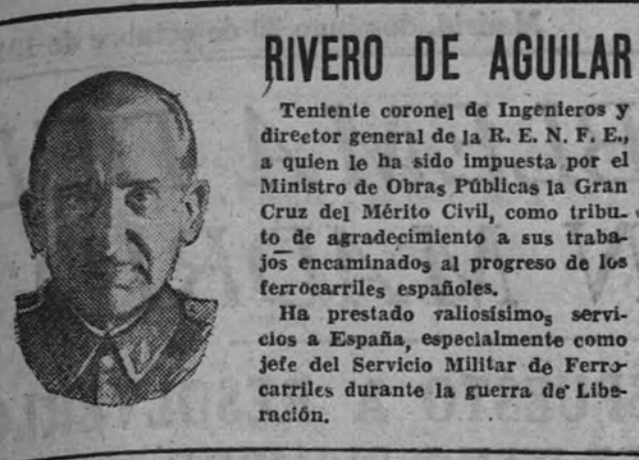 RIVERO DE AGUILAR
Teniente coronel de Ingenieros y
director general de la R. E. N. F. E.,
a quien le ha sido impuesta por el
Ministro de Obras Públicas la Gran
Cruz del Mérito Civil, como tribu-
to de agradecimiento a sus traba-
jos encaminados al progreso de los
ferrocarriles españoles.
Ha prestado valiosísimos servi-
cios a España, especialmente como
jefe del Servicio Militar de Ferro-
carriles durante la guerra de Libe-
ración.